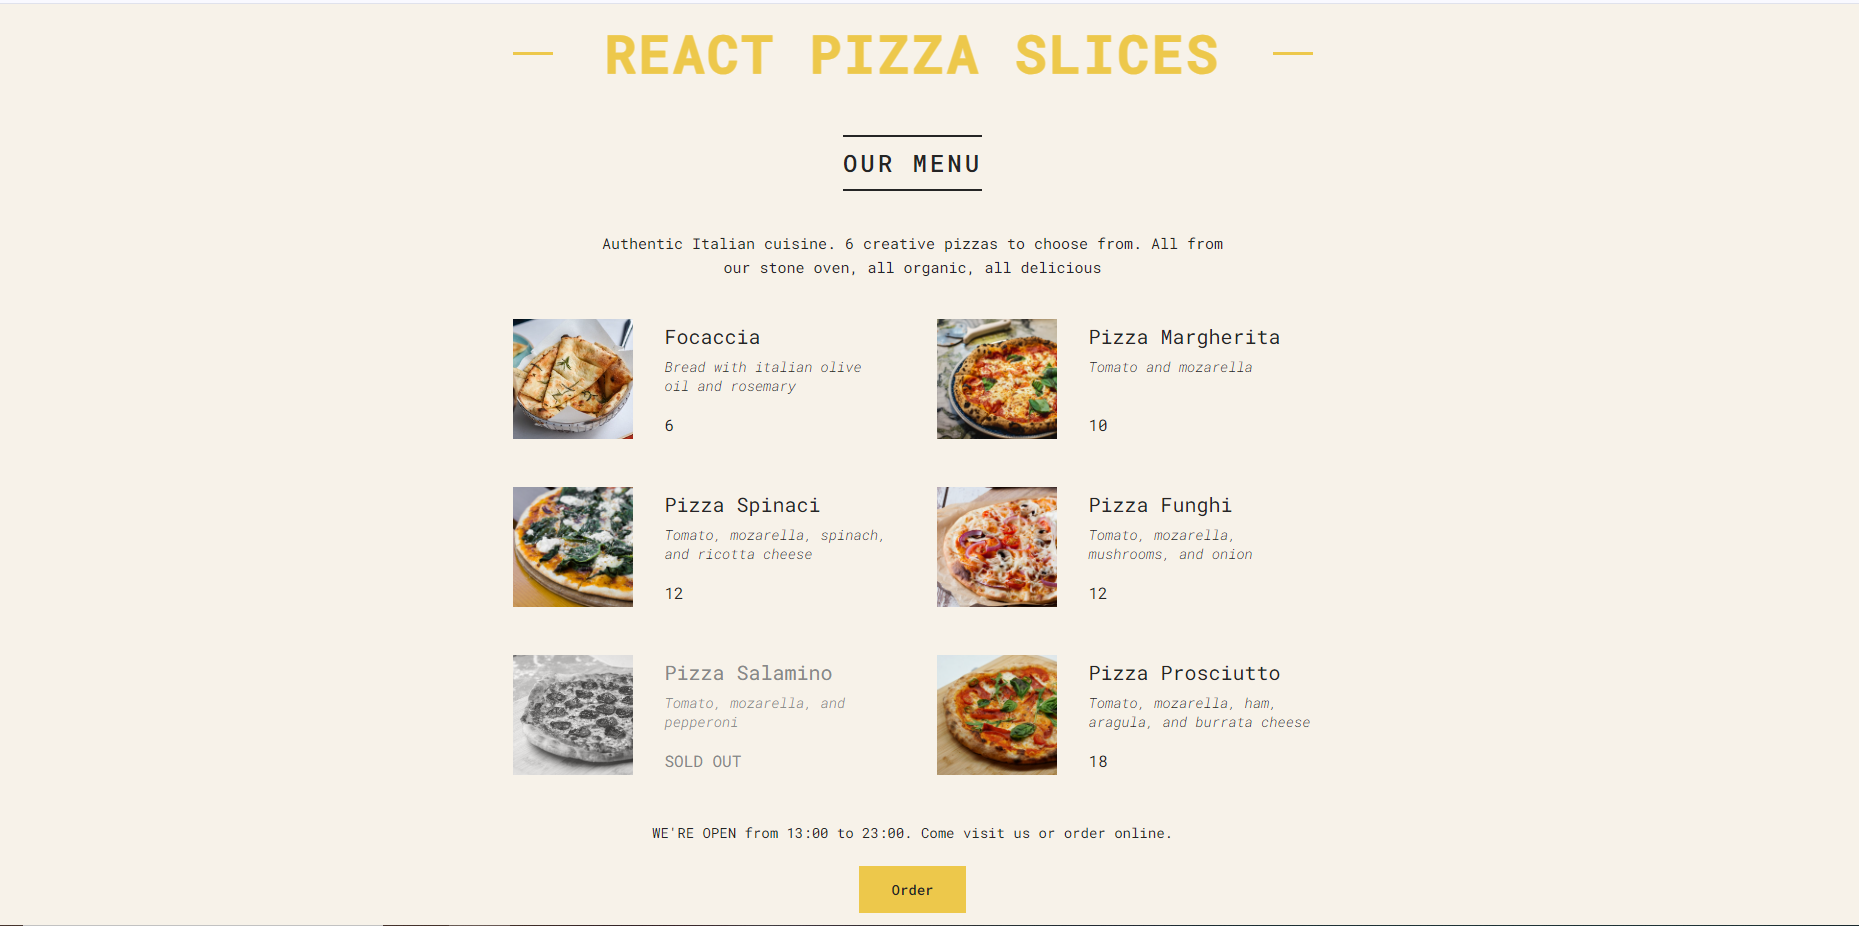 REACT PIZZA SLICES
OUR MENU
Authentic Italian cuisine. 6 creative pizzas to choose from. All from
our stone oven, all organic, all delicious
Focaccia
Bread with italian olive
oil and rosemary
6
Pizza Margherita
Tomato and mozarella
10
Pizza Spinaci
Tomato, mozarella, spinach,
and ricotta cheese
12
Pizza Funghi
Tomato, mozarella,
mushrooms, and onion
12
Pizza Salamino
Tomato, mozarella, and
pepperoni
SOLD OUT
Pizza Prosciutto
Tomato, mozarella, ham,
aragula, and burrata cheese
18
WE'RE OPEN from 13:00 to 23:00. Come visit us or order online.
Order